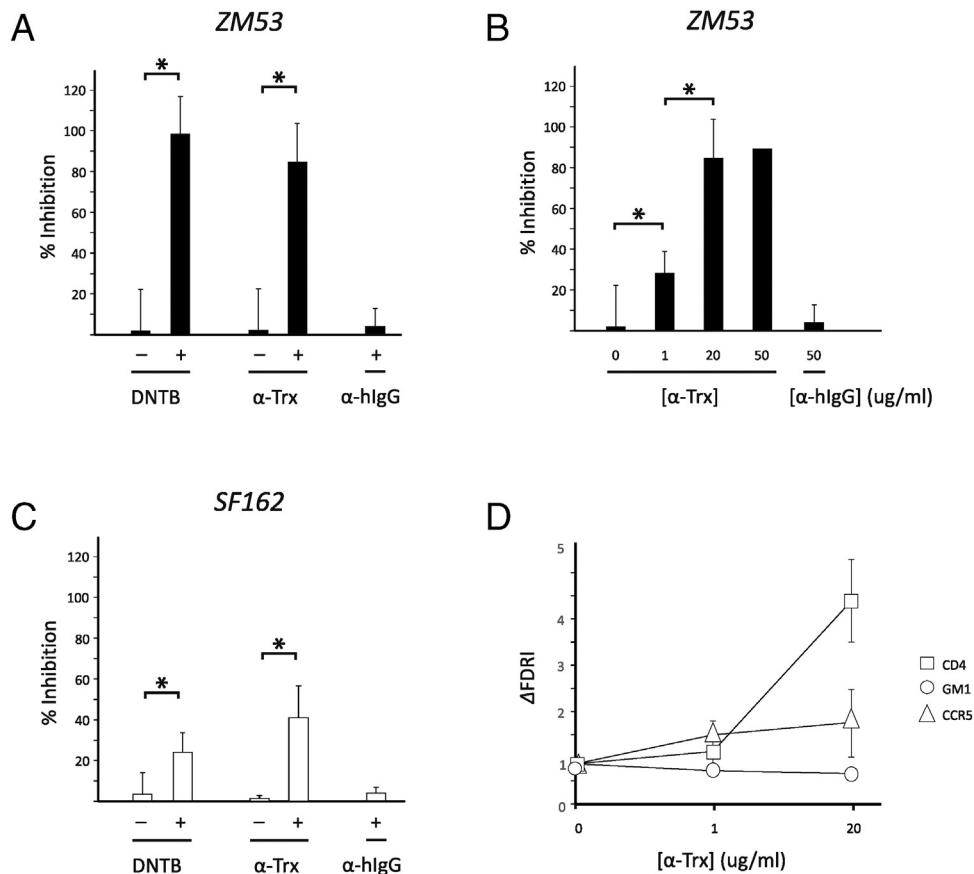 A
ZM53
% Inhibition
120
100
80
60
40
20
*
*
– + – + +
DNTB α-Trx α-hIgG
B
ZM53
% Inhibition
120
100
80
60
40
20
*
*
0 1 20 50 50
[α-Trx] [α-hIgG] (ug/ml)
C
SF162
% Inhibition
120
100
80
60
40
20
*
*
– + – + +
DNTB α-Trx α-hIgG
D
ΔFDRI
5
4
2
1
0
0 1 20
[α-Trx] (ug/ml)
CD4
GM1
CCR5